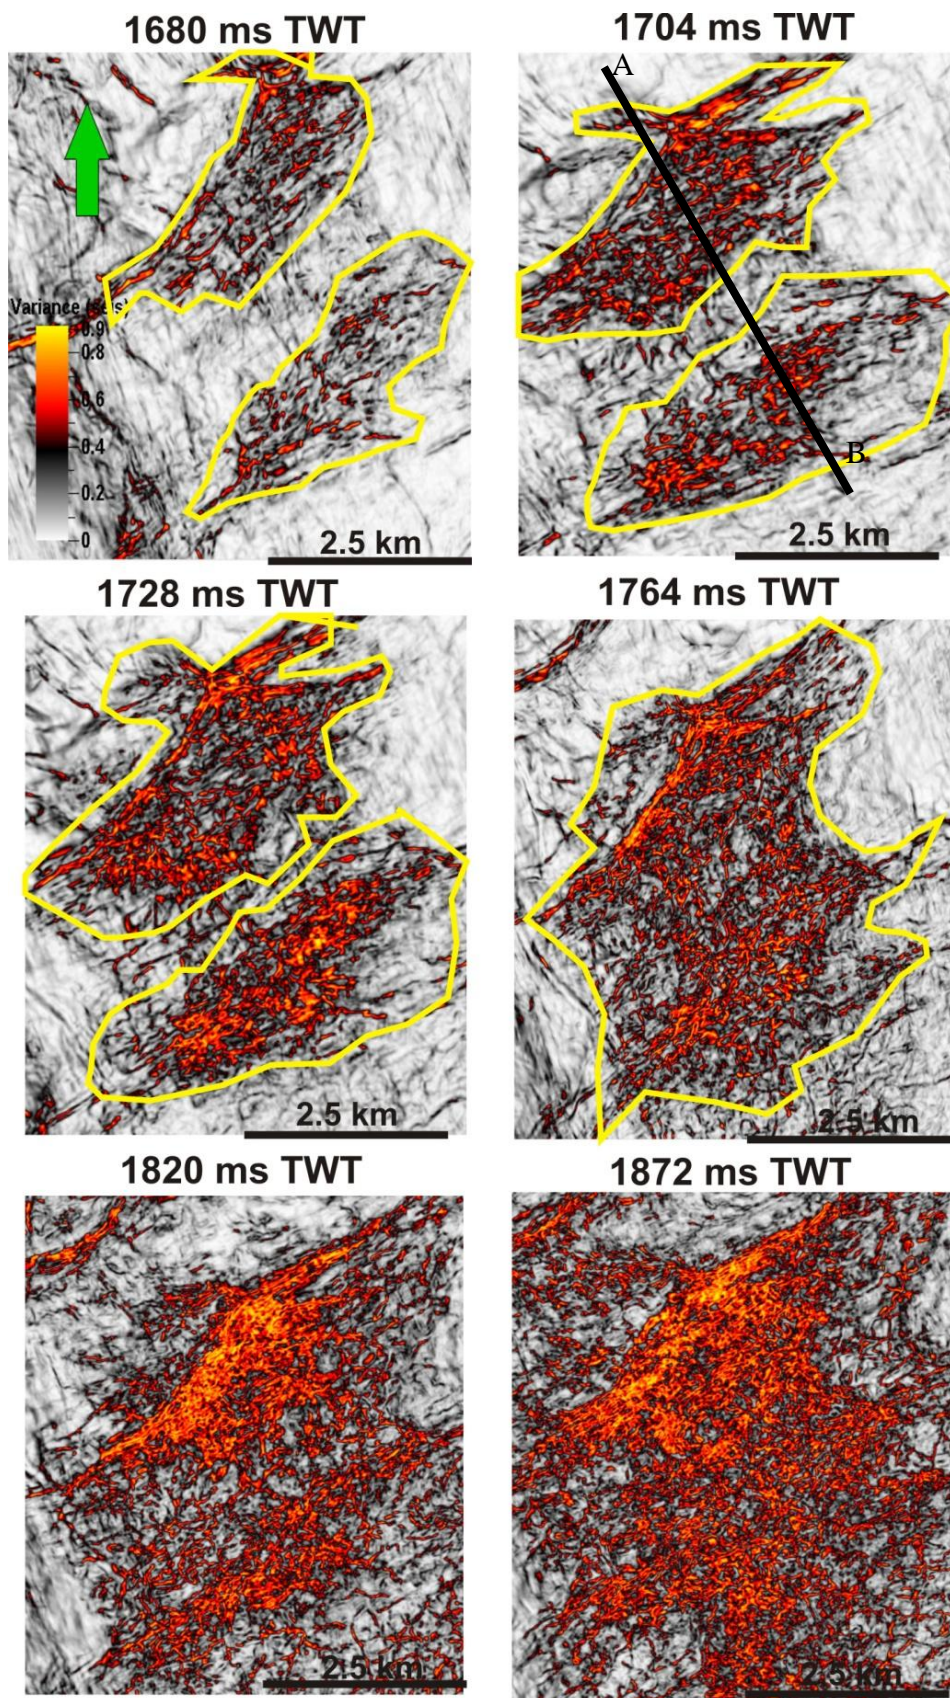 1680 ms TWT
1704 ms TWT
A
Variance (seis)
0.9
0.8
0.6
0.4
0.2
0
B
2.5 km
2.5 km
1728 ms TWT
1764 ms TWT
2.5 km
2.5 km
1820 ms TWT
1872 ms TWT
2.5 km
2.5 km